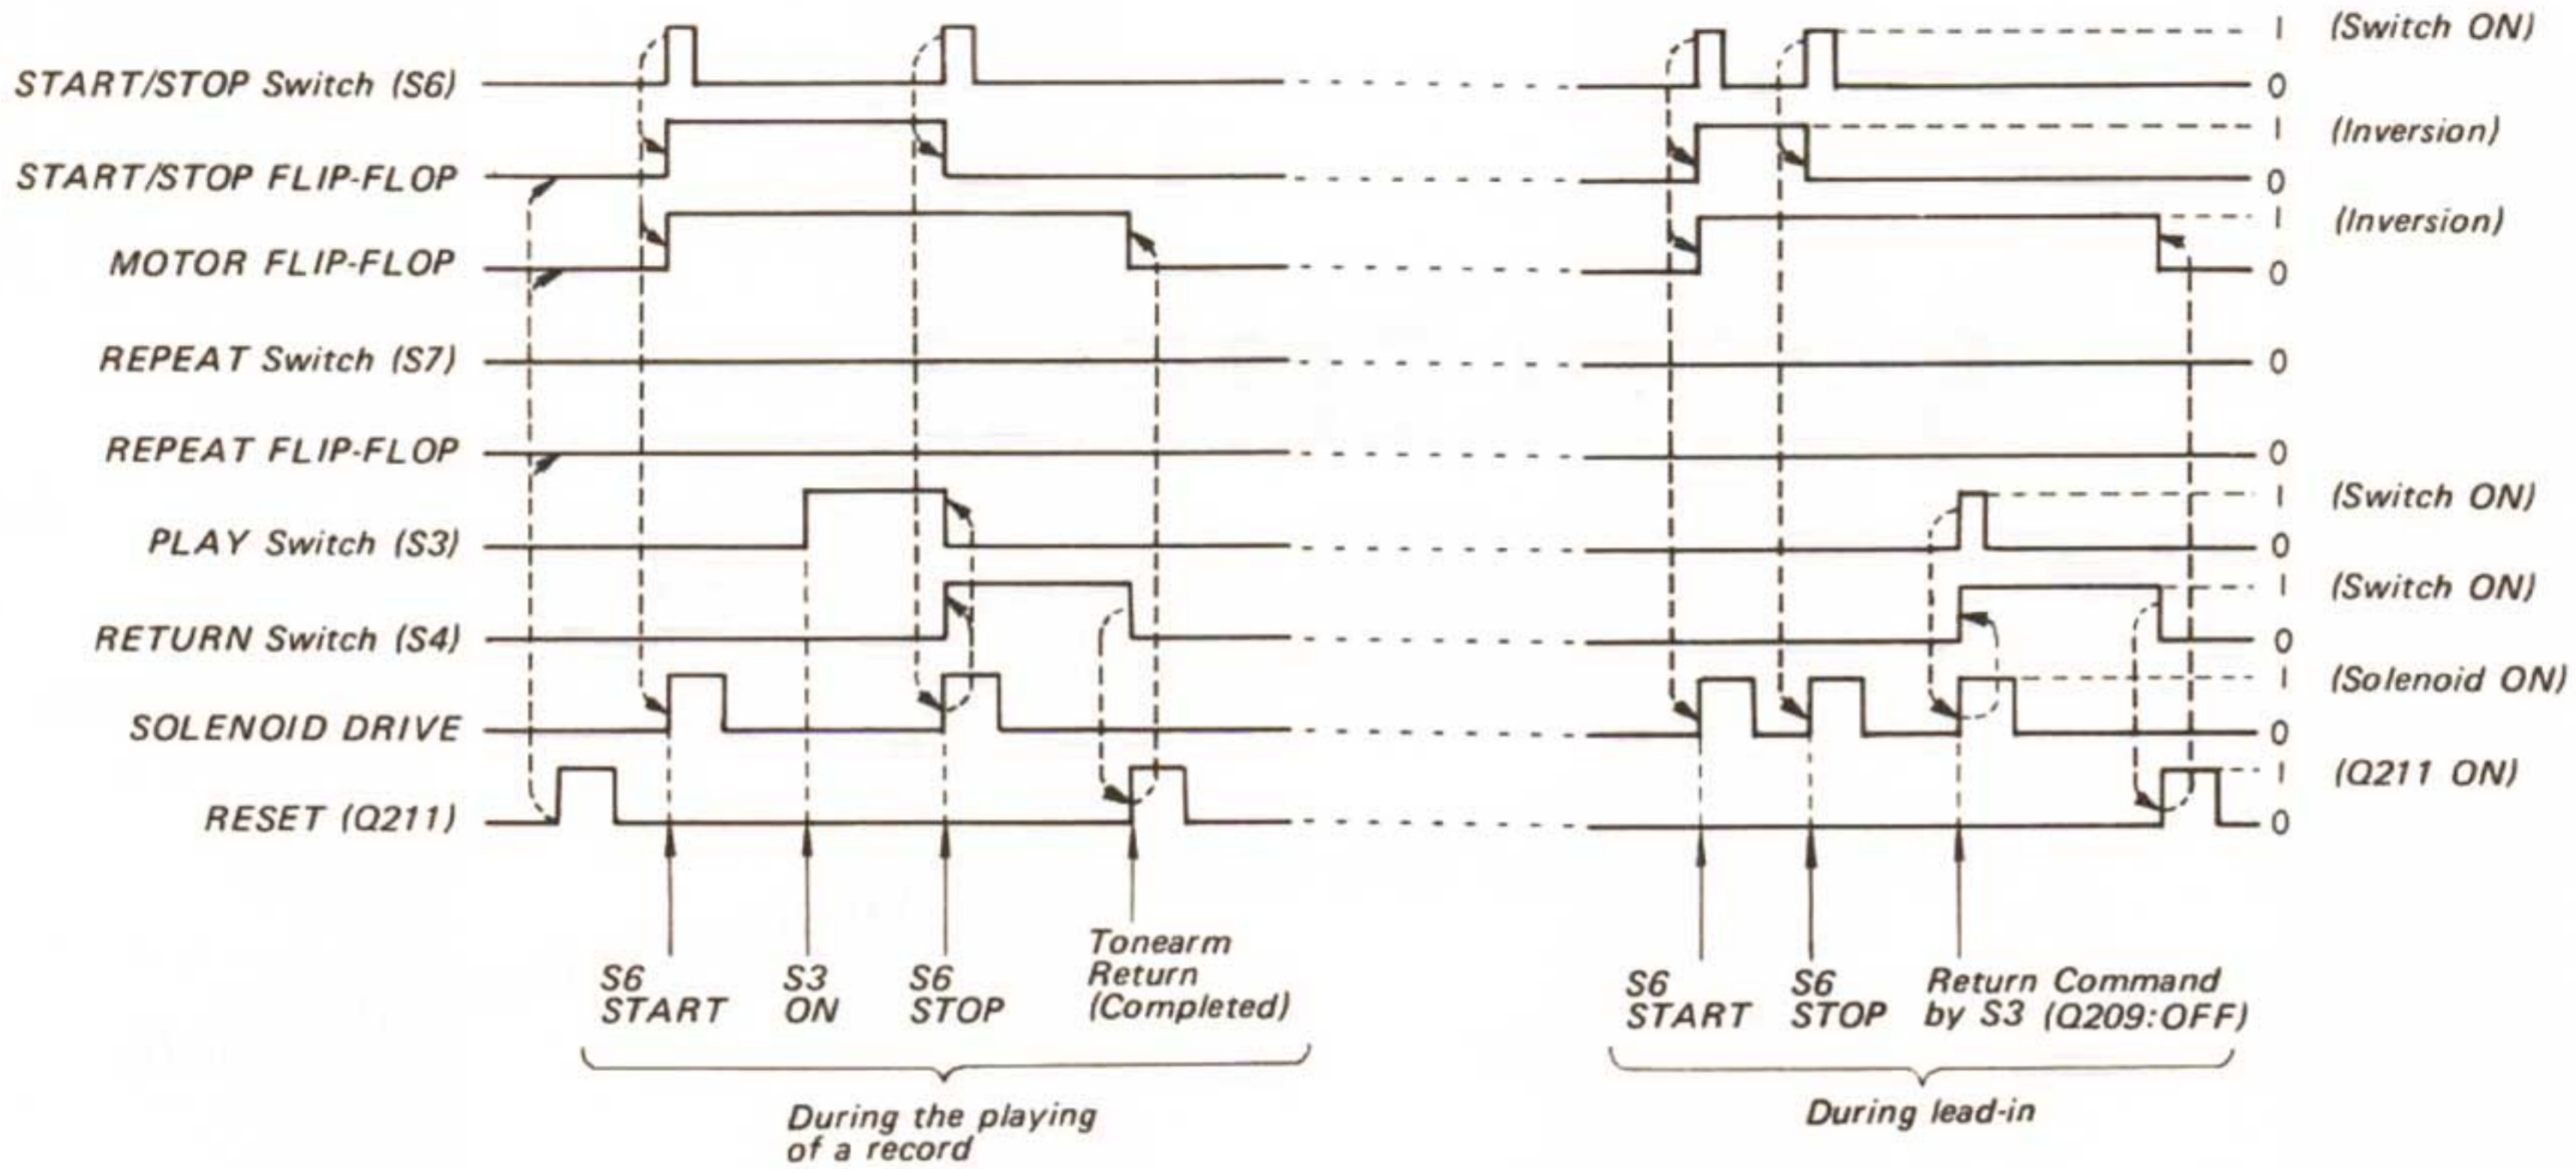 START/STOP Switch (S6)
START/STOP FLIP-FLOP
MOTOR FLIP-FLOP
REPEAT Switch (S7)
REPEAT FLIP-FLOP
PLAY Switch (S3)
RETURN Switch (S4)
SOLENOID DRIVE
RESET (Q211)
1 (Switch ON)
0
1 (Inversion)
0
1 (Inversion)
0
0
0
1 (Switch ON)
0
1 (Switch ON)
0
1 (Solenoid ON)
0
1 (Q211 ON)
0
S6
START
S3
ON
S6
STOP
Tonearm
Return
(Completed)
During the playing
of a record
S6
START
S6
STOP
Return Command
by S3 (Q209:OFF)
During lead-in